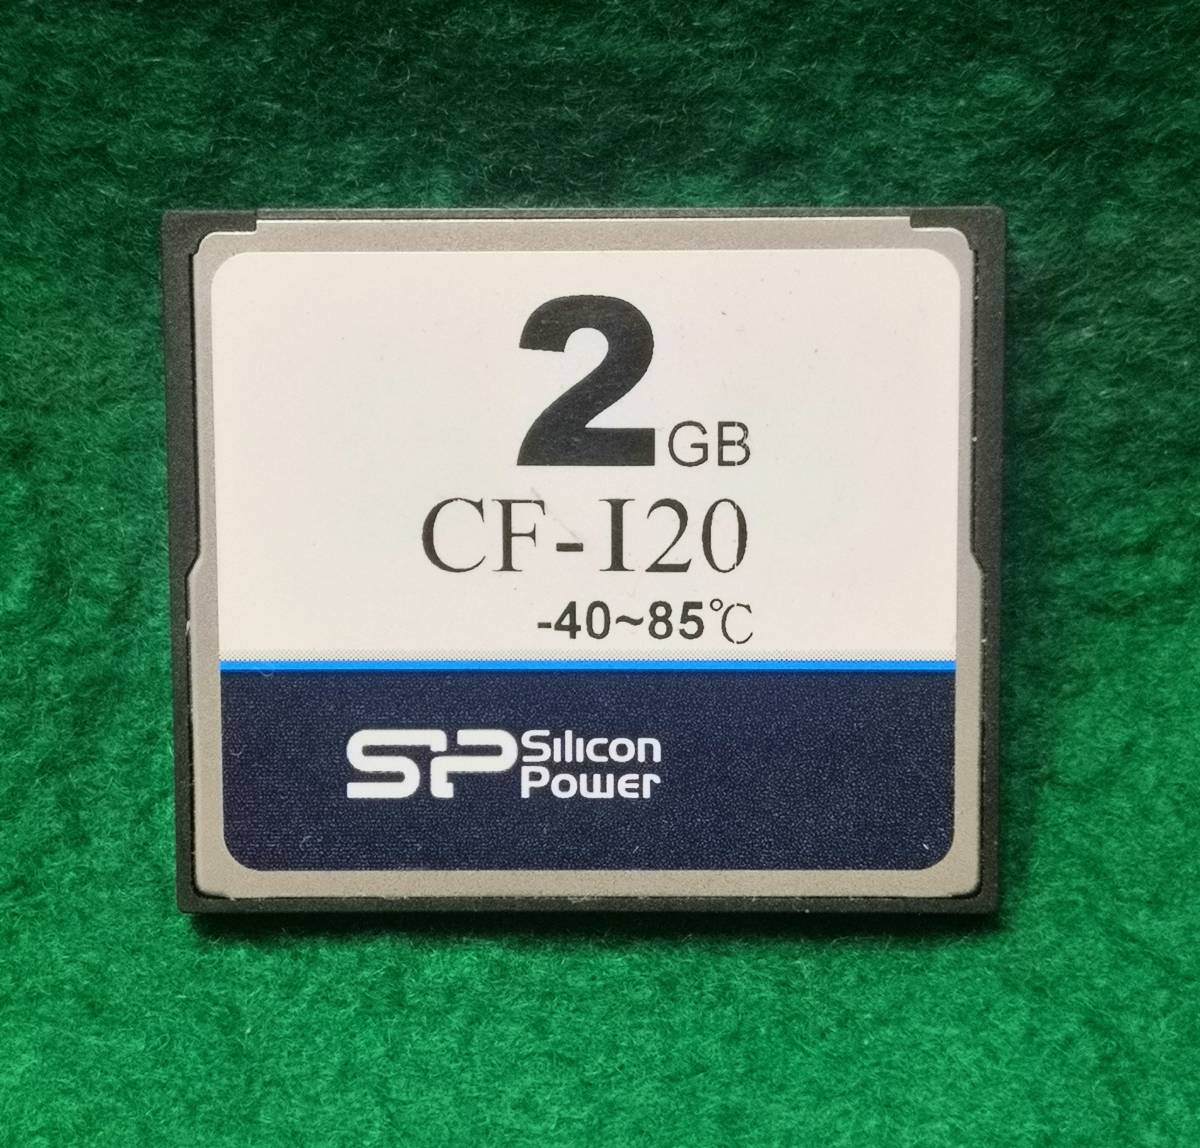 2GB
CF-I20
-40~85℃
SP Silicon
Power